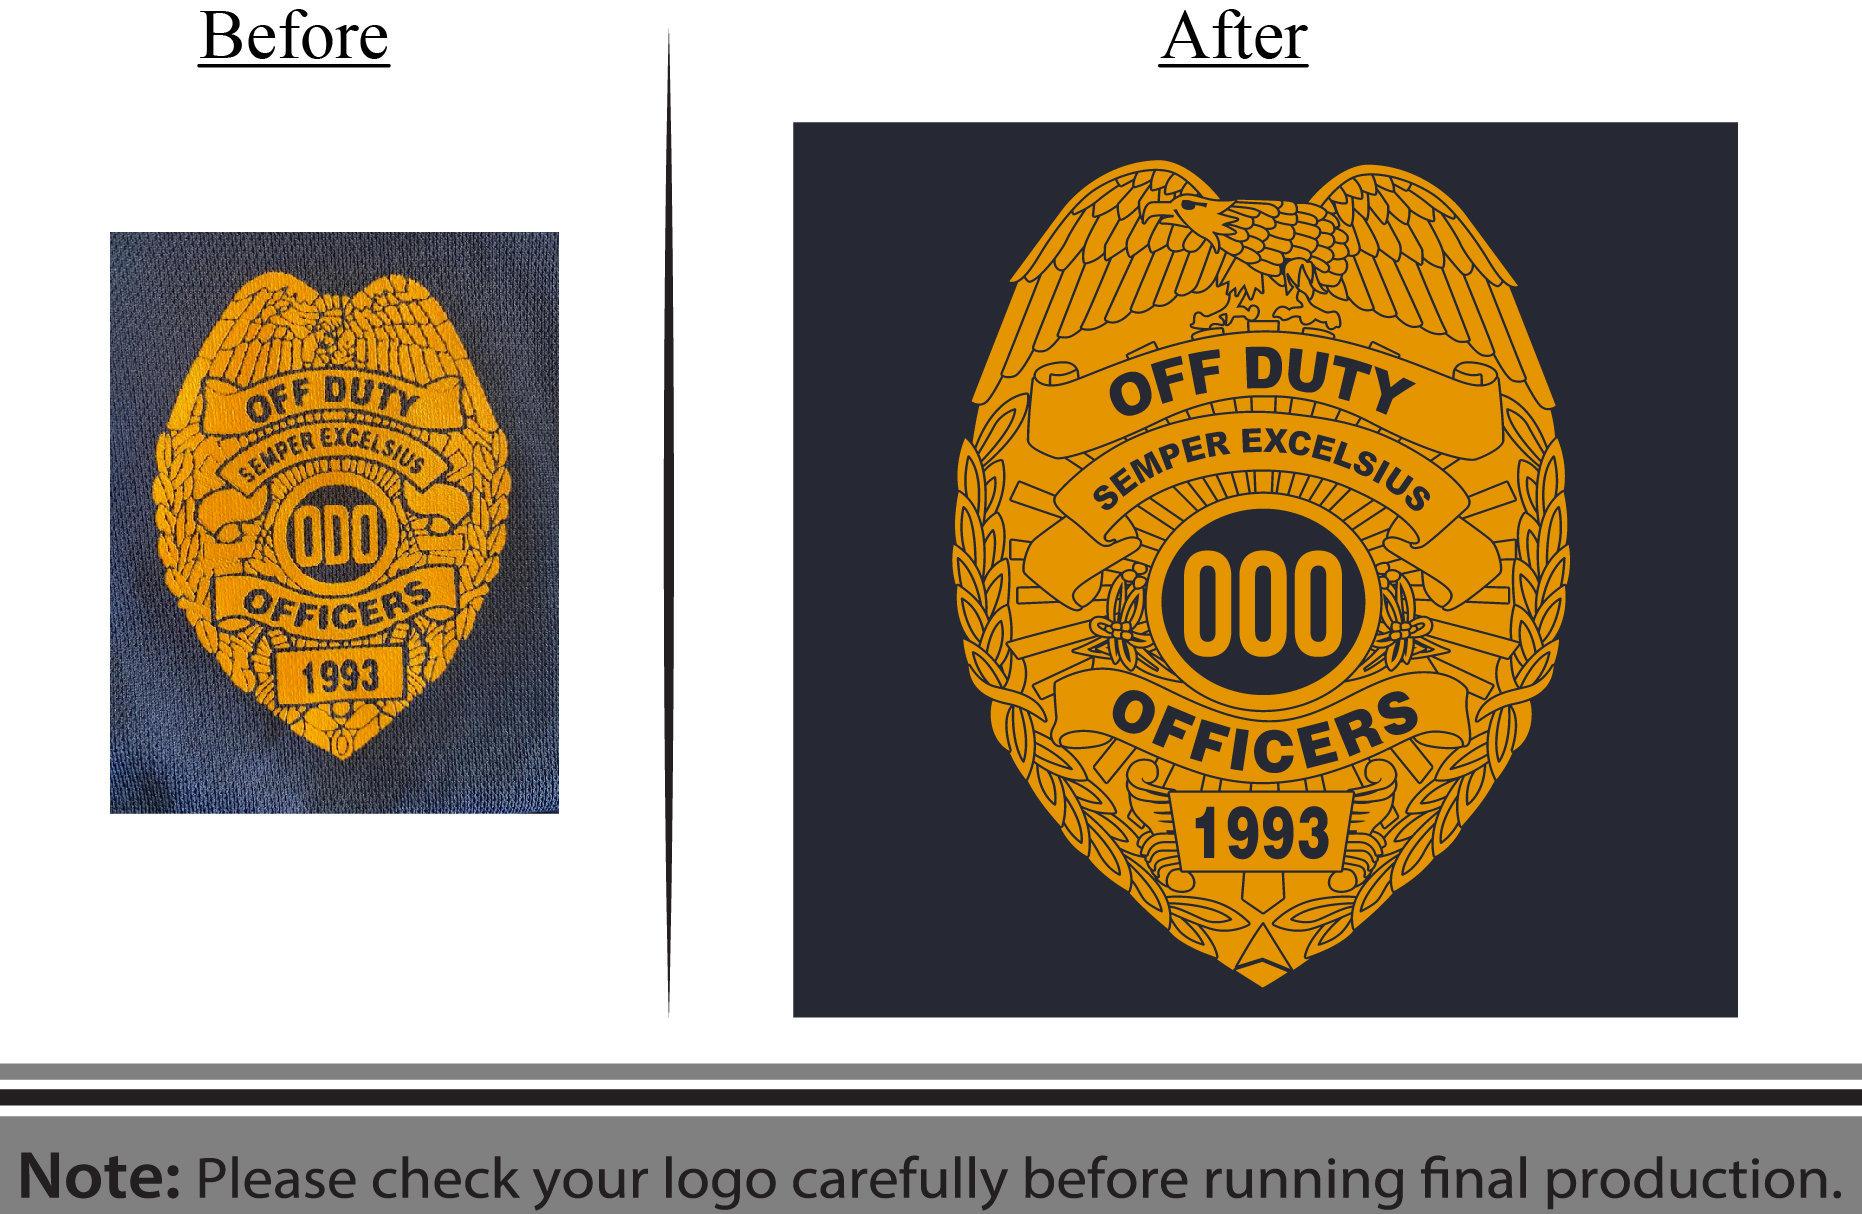 Before
After
OFF DUTY
SEMPER EXCELSIUS
ODO
OFFICERS
1993
OFF DUTY
SEMPER EXCELSIUS
000
OFFICERS
1993
Note: Please check your logo carefully before running final production.